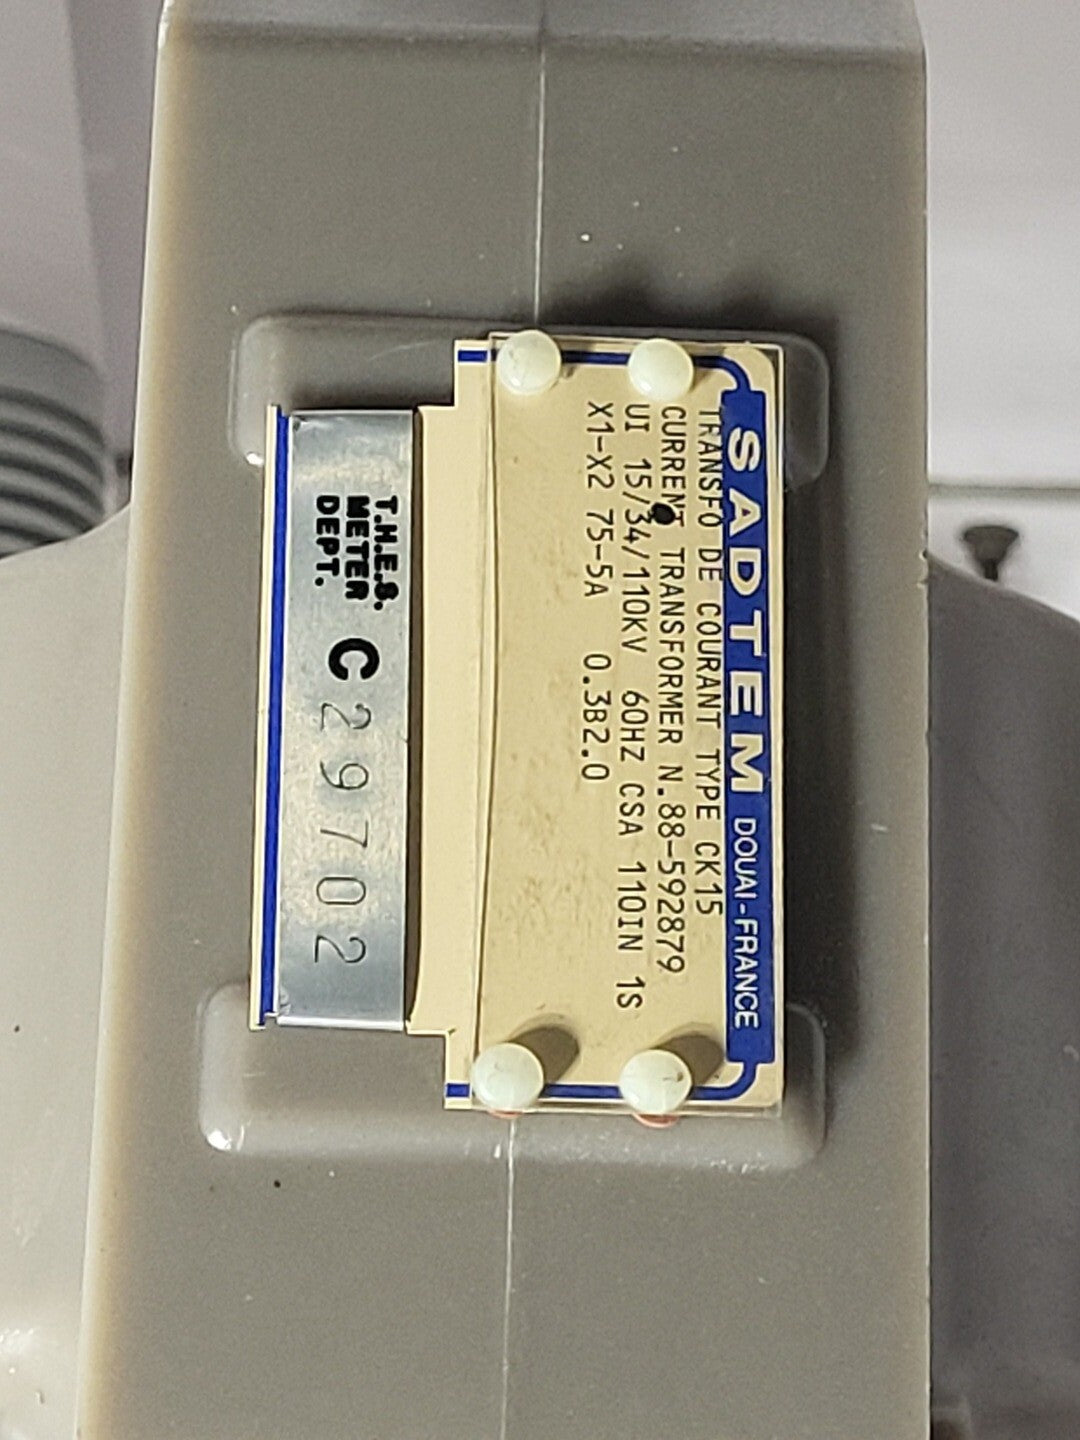 SADTEM DOUAI-FRANCE
TRANSFO DE COURANT TYPE CK15
CURRENT TRANSFORMER N.88-592879
UI 15/34/110KV 60HZ CSA 110IN 1S
X1-X2 75-5A 0.3B2.0
T.H.E.S.
METER
DEPT.
C 29702